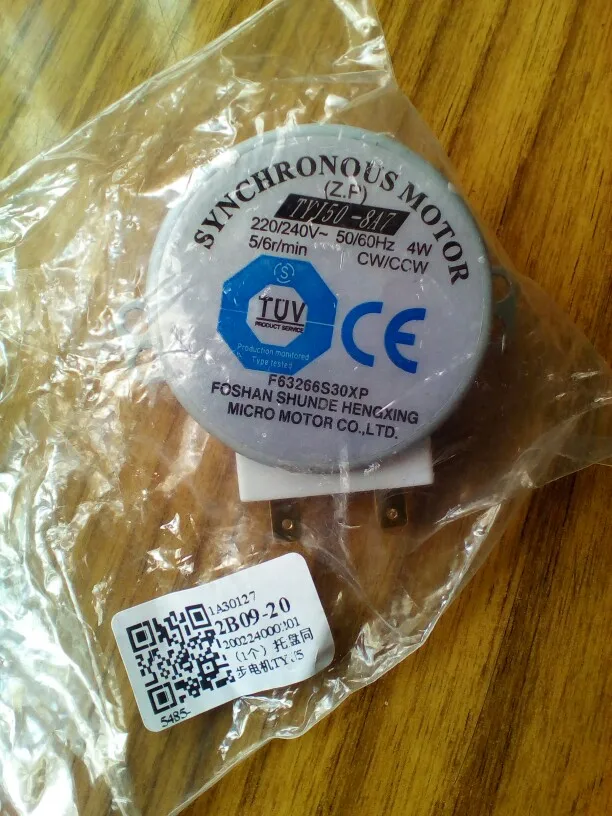 SYNCHRONOUS MOTOR
(Z.P)
TYJ50-8A7
220/240V~ 50/60Hz 4W
5/6r/min CW/CCW
S
TÜV
PRODUCT SERVICE
Production monitored
Type tested
CE
F63266S30XP
FOSHAN SHUNDE HENGXING
MICRO MOTOR CO.,LTD.
1A30127
2B09-20
(1个) 托盘同
步电机TYJ5
5485-